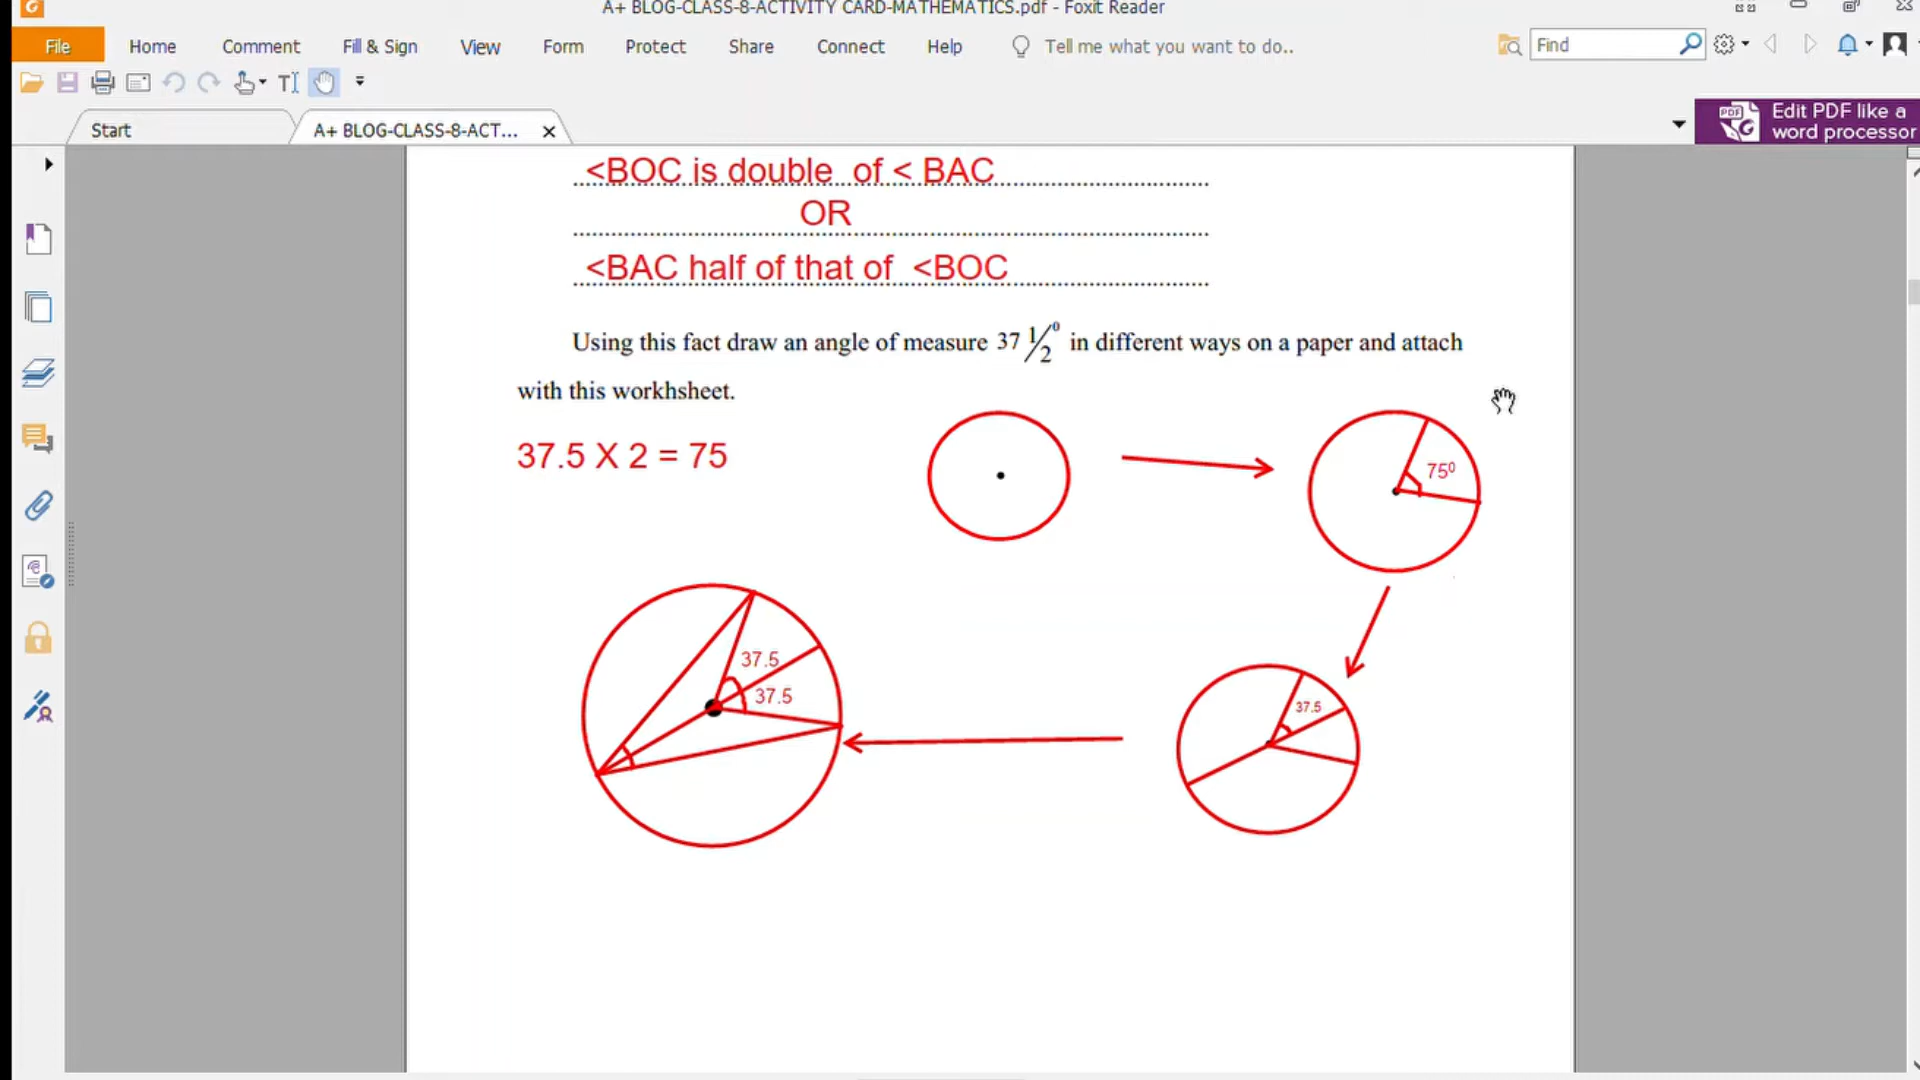 A+ BLOG-CLASS-8-ACTIVITY CARD-MATHEMATICS.pdf - Foxit Reader
File Home Comment Fill & Sign View Form Protect Share Connect Help Tell me what you want to do.. Find
Start A+ BLOG-CLASS-8-ACT... Edit PDF like a
word processor
<BOC is double of < BAC
OR
<BAC half of that of <BOC
Using this fact draw an angle of measure 37 1/2⁰ in different ways on a paper and attach
with this workhsheet.
37.5 X 2 = 75
75⁰
37.5
37.5
37.5